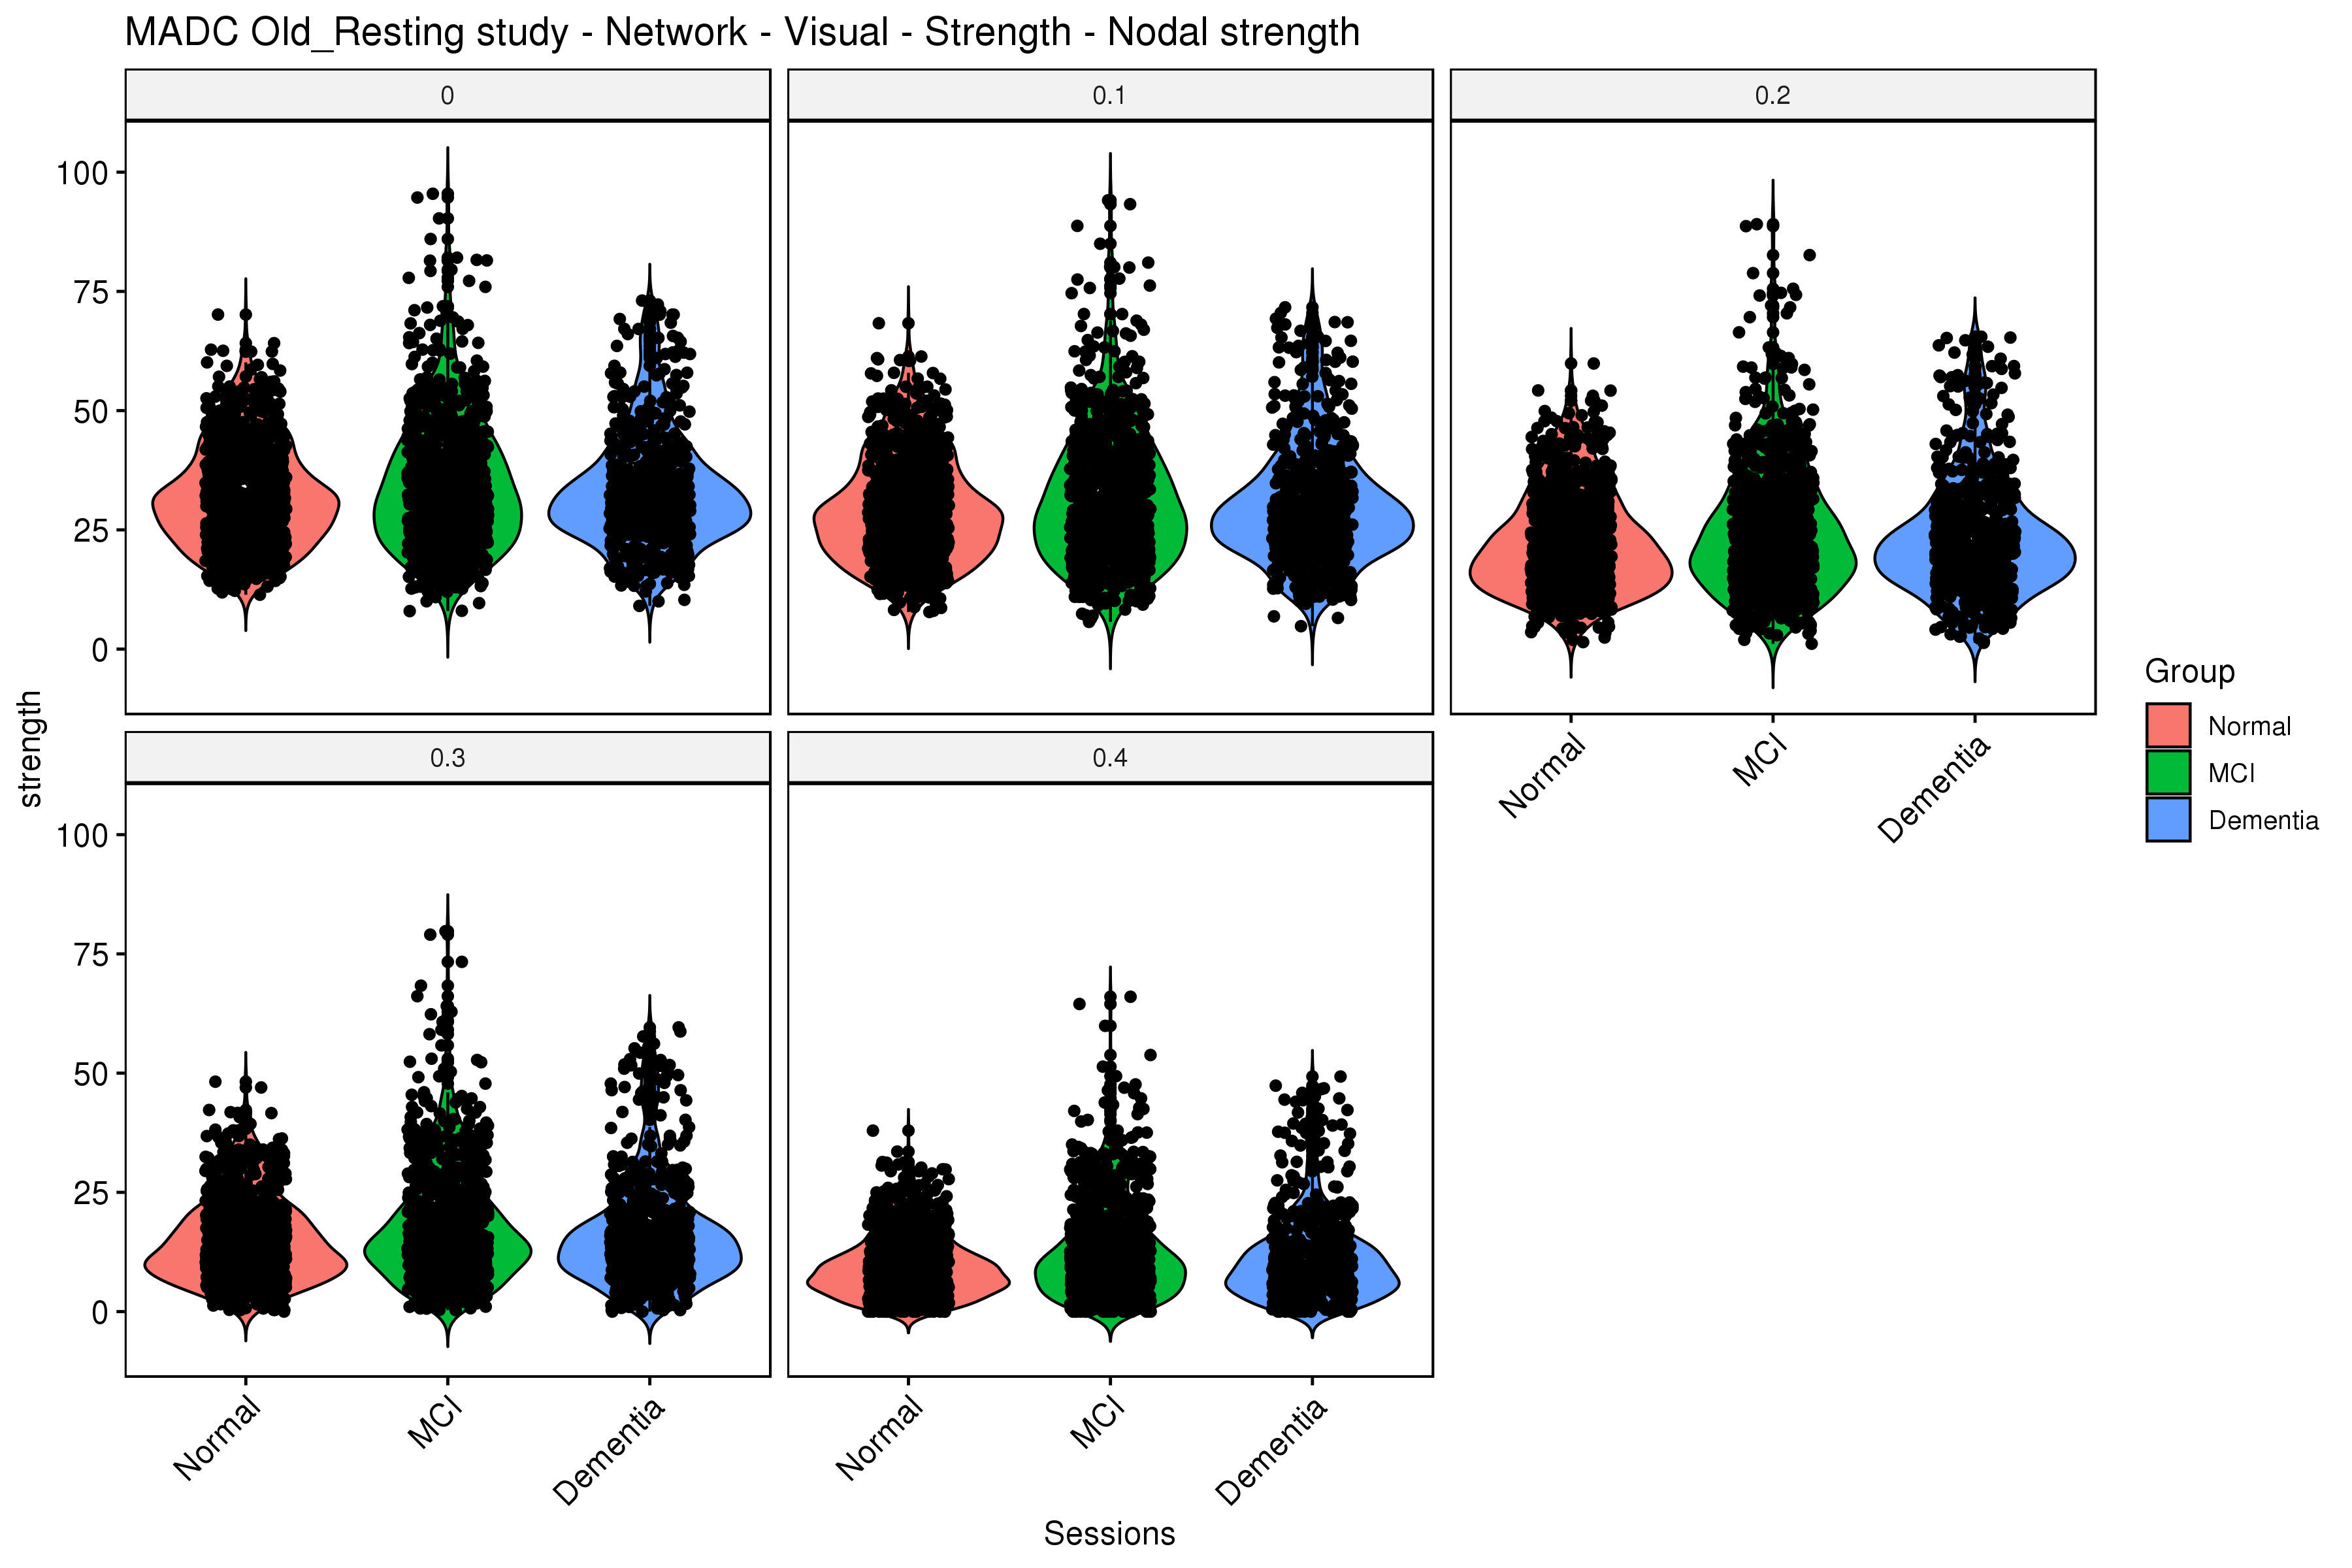 MADC Old_Resting study - Network - Visual - Strength - Nodal strength
0
0.1
0.2
100
75
50
25
0
Normal
MCI
Dementia
strength
0.3
0.4
100
75
50
25
0
Normal
MCI
Dementia
Normal
MCI
Dementia
Sessions
Group
Normal
MCI
Dementia